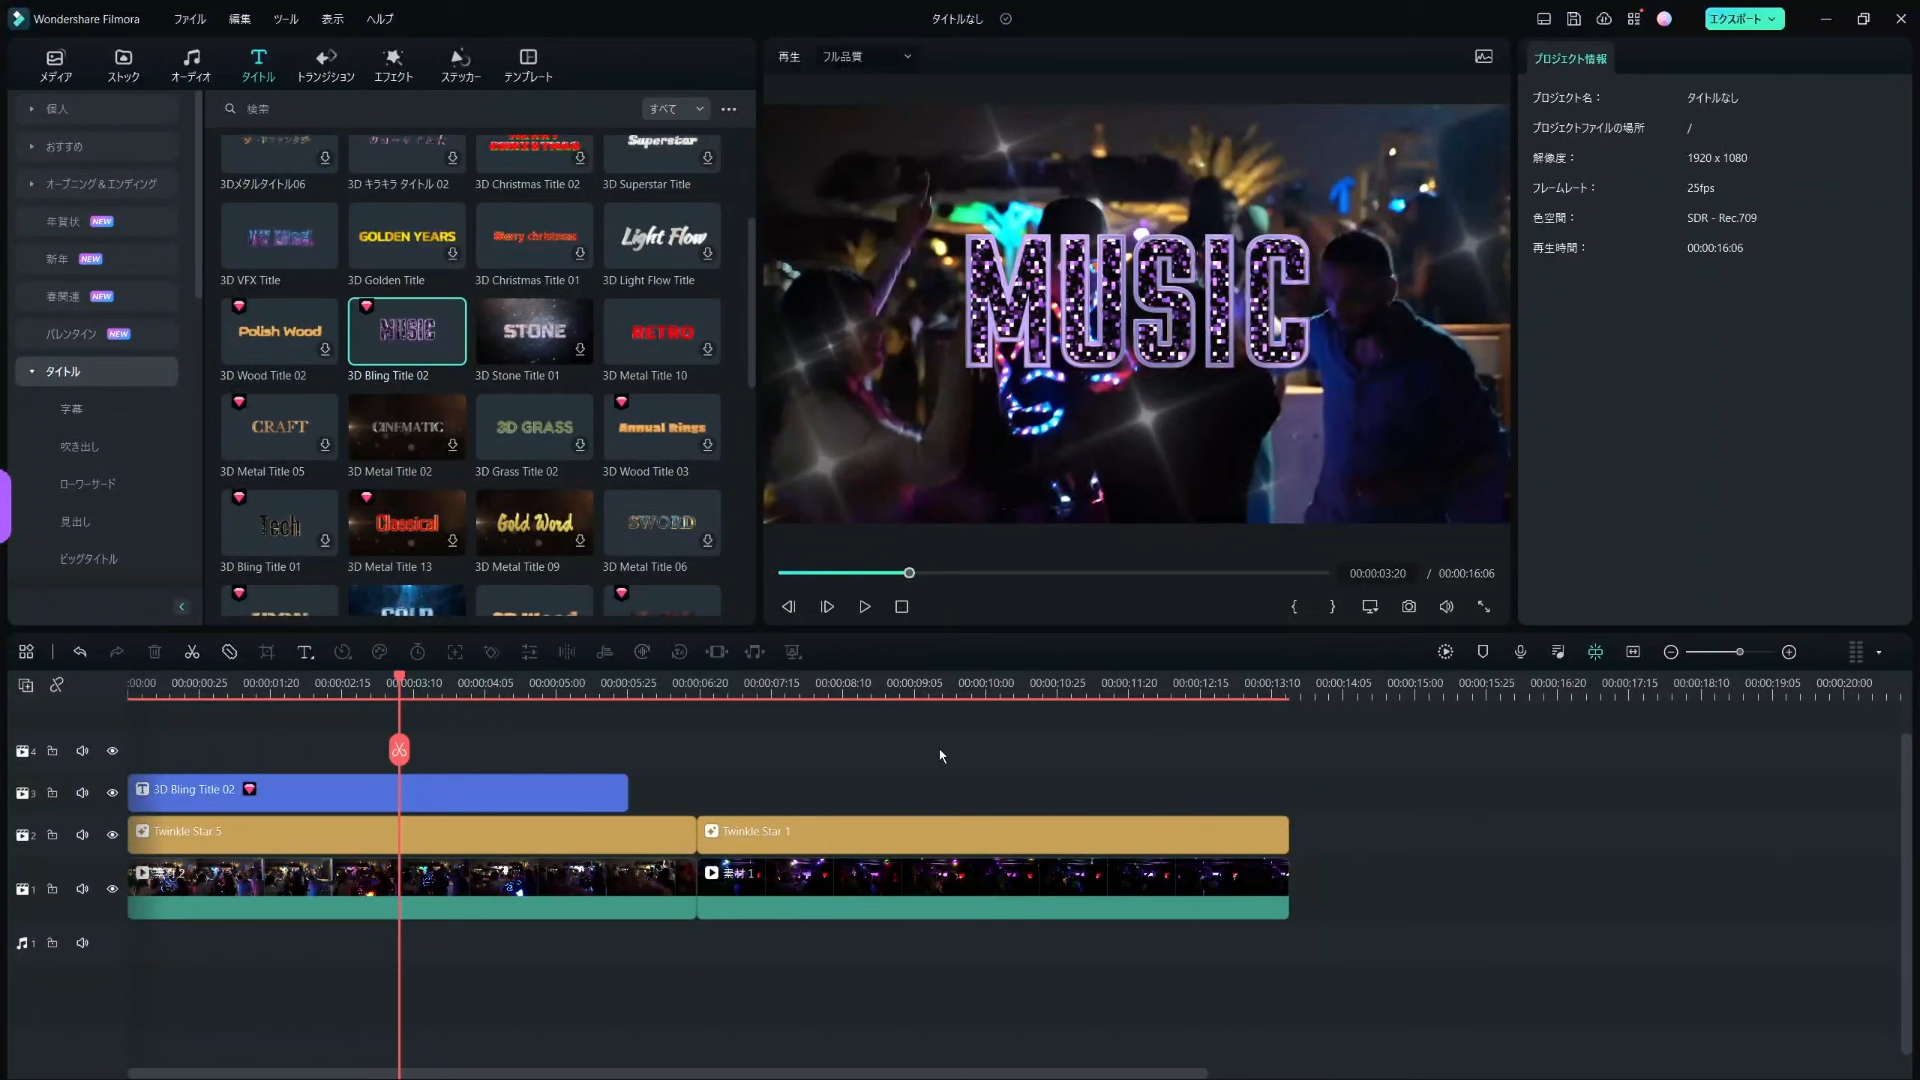 Wondershare Filmora
ファイル
編集
ツール
表示
ヘルプ
タイトルなし
エクスポート
メディア
ストック
オーディオ
タイトル
トランジション
エフェクト
ステッカー
テンプレート
再生
フル品質
プロジェクト情報
個人
おすすめ
オープニング&エンディング
年賀状 NEW
新年 NEW
春関連 NEW
バレンタイン NEW
タイトル
字幕
吹き出し
ローワーサード
見出し
ビッグタイトル
検索
すべて
CHRISTMAS
Superstar
3Dメタルタイトル06
3D キラキラ タイトル 02
3D Christmas Title 02
3D Superstar Title
GOLDEN YEARS
Merry christmas
Light Flow
3D VFX Title
3D Golden Title
3D Christmas Title 01
3D Light Flow Title
Polish Wood
MUSIC
STONE
RETRO
3D Wood Title 02
3D Bling Title 02
3D Stone Title 01
3D Metal Title 10
CRAFT
CINEMATIC
3D GRASS
Annual Rings
3D Metal Title 05
3D Metal Title 02
3D Grass Title 02
3D Wood Title 03
Tech
Classical
Gold Word
SWORD
3D Bling Title 01
3D Metal Title 13
3D Metal Title 09
3D Metal Title 06
COLD
MUSIC
00:00:03:20 / 00:00:16:06
プロジェクト名： タイトルなし
プロジェクトファイルの場所 /
解像度： 1920 x 1080
フレームレート： 25fps
色空間： SDR - Rec.709
再生時間： 00:00:16:06
:00:00 00:00:00:25 00:00:01:20 00:00:02:15 00:00:03:10 00:00:04:05 00:00:05:00 00:00:05:25 00:00:06:20 00:00:07:15 00:00:08:10 00:00:09:05 00:00:10:00 00:00:10:25 00:00:11:20 00:00:12:15 00:00:13:10 00:00:14:05 00:00:15:00 00:00:15:25 00:00:16:20 00:00:17:15 00:00:18:10 00:00:19:05 00:00:20:00
4
3
3D Bling Title 02
2
Twinkle Star 5
Twinkle Star 1
1
素材 2
素材 1
1